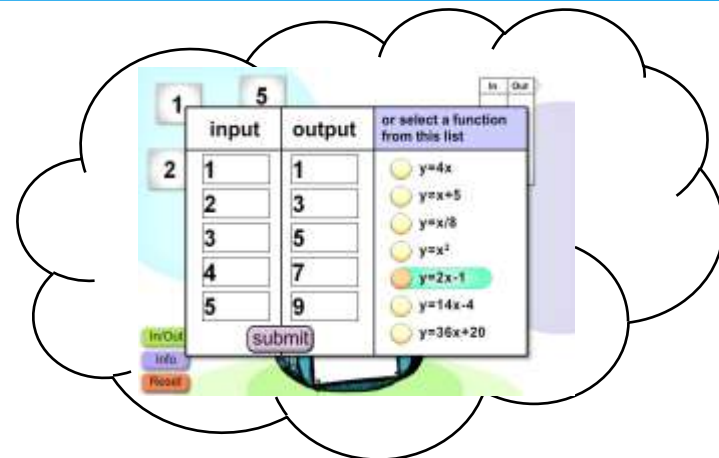 In Out
1 5
2
input output or select a function
from this list
1 1 y=4x
2 3 y=x+5
3 5 y=x/8
4 7 y=x²
5 9 y=2x-1
y=14x-4
y=36x+20
submit
In/Out
Info
Reset